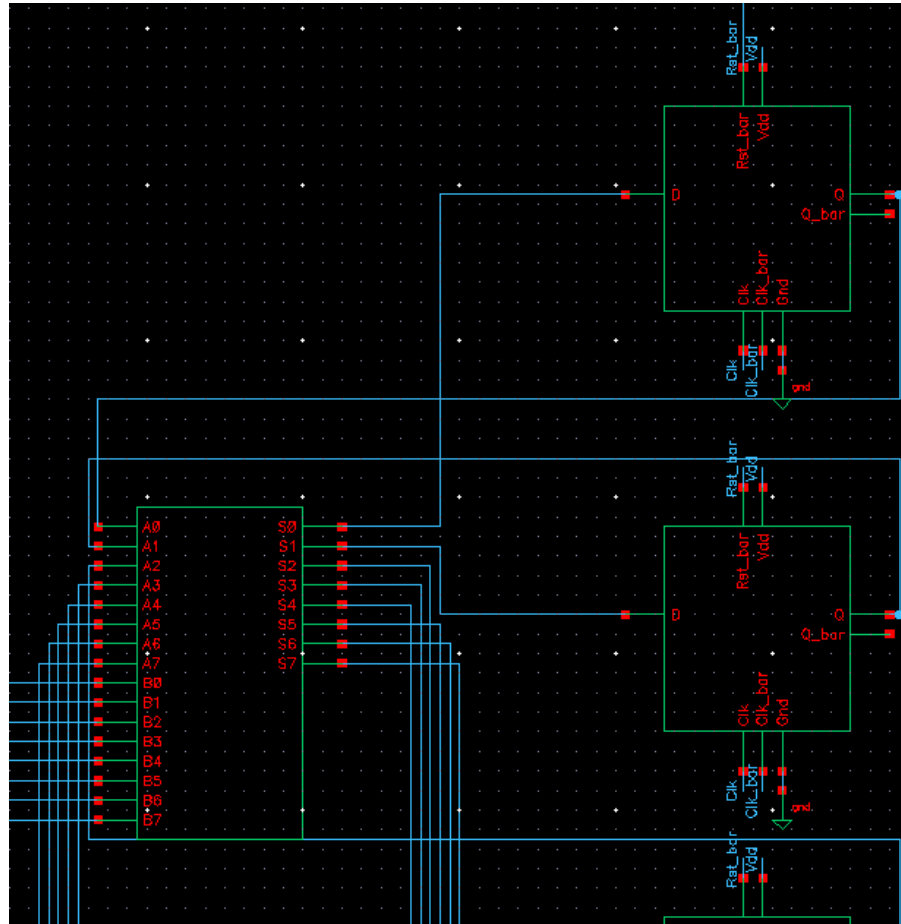 Rst_bar
Vdd
Rst_bar
Vdd
D
Q
Q_bar
Clk
Clk_bar
Gnd
Clk
Clk_bar
gnd
Rst_bar
Vdd
A0 S0
A1 S1
A2 S2
A3 S3
A4 S4
A5 S5
A6 S6
A7 S7
B0
B1
B2
B3
B4
B5
B6
B7
Rst_bar
Vdd
D
Q
Q_bar
Clk
Clk_bar
Gnd
Clk
Clk_bar
gnd
Rst_bar
Vdd